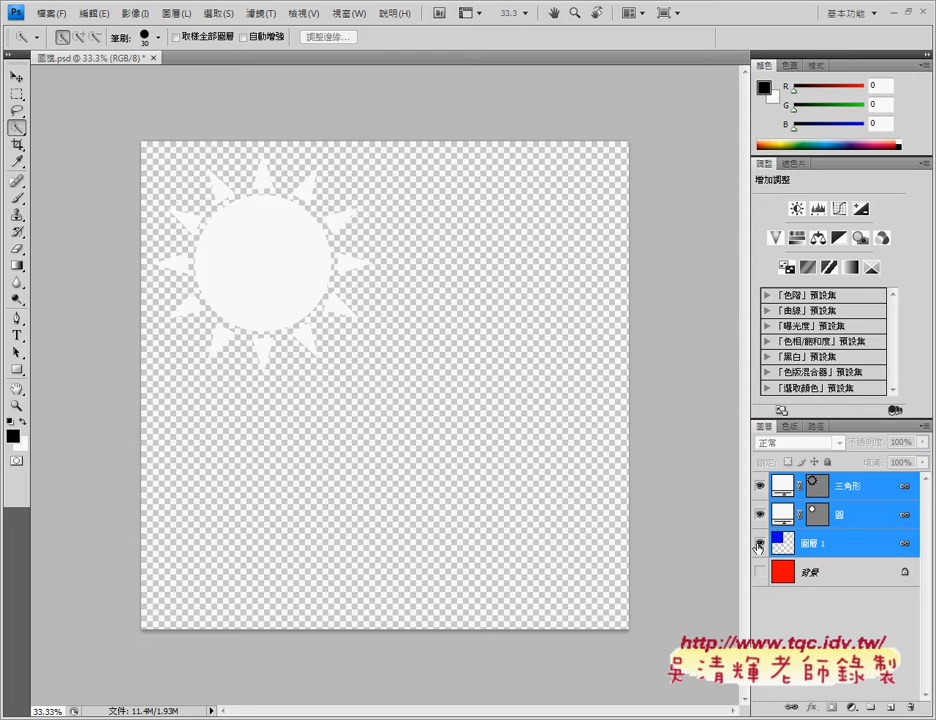 Ps 檔案(F) 編輯(E) 影像(I) 圖層(L) 選取(S) 濾鏡(T) 檢視(V) 視窗(W) 說明(H) Br 33.3 基本功能
筆刷: 30 取樣全部圖層 自動增強 調整邊緣...
國旗.psd @ 33.3% (RGB/8) *
顏色 色票 樣式
R 0
G 0
B 0
調整 遮色片
增加調整
「色階」預設集
「曲線」預設集
「曝光度」預設集
「色相/飽和度」預設集
「黑白」預設集
「色版混合器」預設集
「選取顏色」預設集
圖層 色版 路徑
正常 不透明度: 100%
鎖定: 填滿: 100%
三角形
圓
圖層 1
背景
http://www.tqc.idv.tw/
吳清輝老師錄製
33.33% 文件: 11.4M/1.93M